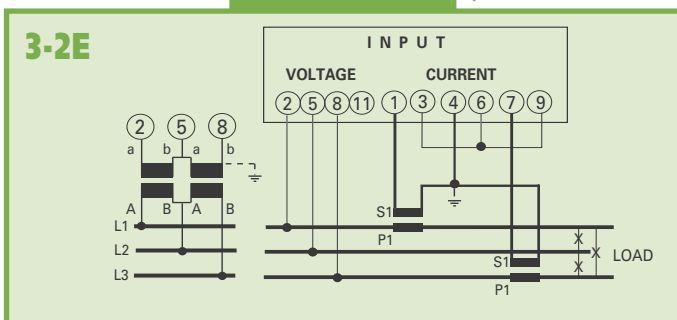 3-2E
INPUT
VOLTAGE CURRENT
2 5 8 11 1 3 4 6 7 9
2 5 8
a b a b
A B A B
L1
L2
L3
S1
P1
S1
P1
X
X
X
LOAD